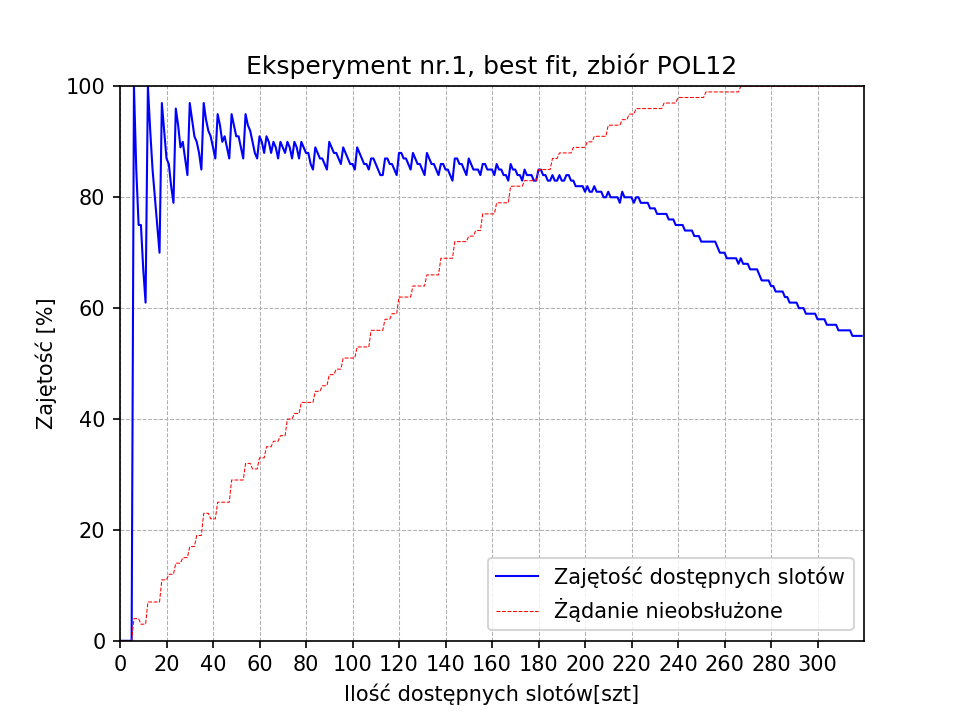 Eksperyment nr.1, best fit, zbiór POL12
100
80
60
40
20
0
Zajętość [%]
0 20 40 60 80 100 120 140 160 180 200 220 240 260 280 300
Ilość dostępnych slotów[szt]
Zajętość dostępnych slotów
Żądanie nieobsłużone